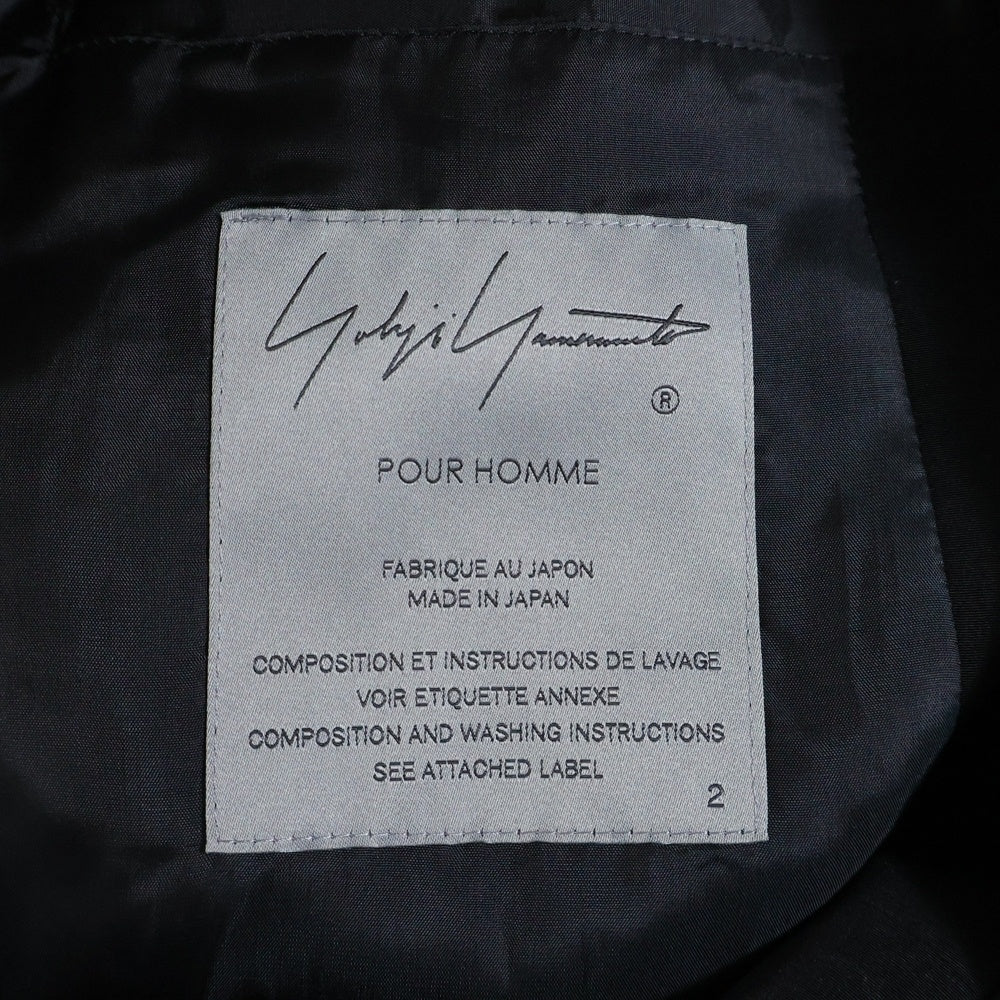 Yohji Yamamoto
®
POUR HOMME
FABRIQUE AU JAPON
MADE IN JAPAN
COMPOSITION ET INSTRUCTIONS DE LAVAGE
VOIR ETIQUETTE ANNEXE
COMPOSITION AND WASHING INSTRUCTIONS
SEE ATTACHED LABEL
2